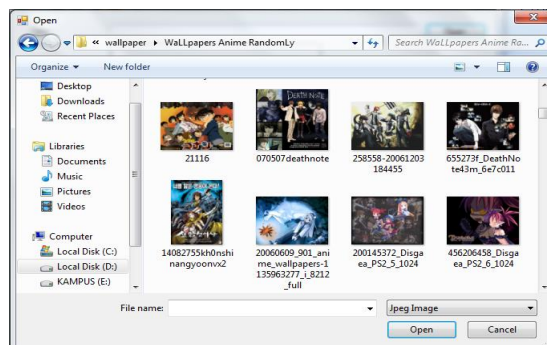 Open
« wallpaper ▸ WaLLpapers Anime RandomLy
Search WaLLpapers Anime Ra...
Organize
New folder
Desktop
Downloads
Recent Places
Libraries
Documents
Music
Pictures
Videos
Computer
Local Disk (C:)
Local Disk (D:)
KAMPUS (E:)
DEATH NOTE
21116
070507deathnote
258558-20061203
184455
655273f_DeathNo
te43m_6e7c011
14082755kh0nshi
nangyoonvx2
20060609_901_ani
me_wallpapers-1
135963277_i_8212
_full
200145372_Disga
ea_PS2_5_1024
456206458_Disga
ea_PS2_6_1024
File name:
Jpeg Image
Open
Cancel